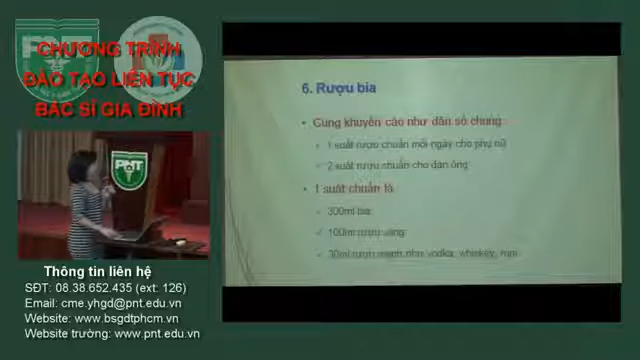 CHƯƠNG TRÌNH
ĐÀO TẠO LIÊN TỤC
BÁC SĨ GIA ĐÌNH
PNT
Thông tin liên hệ
SĐT: 08.38.652.435 (ext: 126)
Email: cme.yhgd@pnt.edu.vn
Website: www.bsgdtphcm.vn
Website trường: www.pnt.edu.vn
6. Rượu bia
Cùng khuyến cáo như dân số chung
1 suất rượu chuẩn mỗi ngày cho phụ nữ
2 suất rượu chuẩn cho đàn ông
1 suất chuẩn là
300ml bia
100ml rượu vang
30ml rượu mạnh như vodka, whiskey, rum